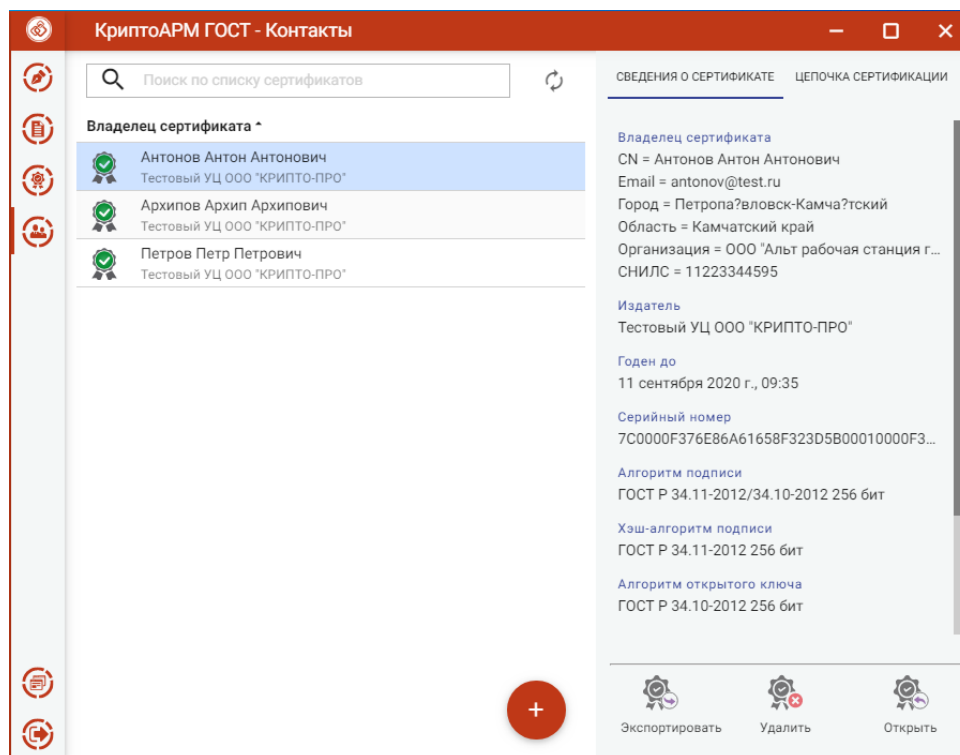 КриптоАРМ ГОСТ - Контакты
Поиск по списку сертификатов
Владелец сертификата
Антонов Антон Антонович
Тестовый УЦ ООО "КРИПТО-ПРО"
Архипов Архип Архипович
Тестовый УЦ ООО "КРИПТО-ПРО"
Петров Петр Петрович
Тестовый УЦ ООО "КРИПТО-ПРО"
+
СВЕДЕНИЯ О СЕРТИФИКАТЕ ЦЕПОЧКА СЕРТИФИКАЦИИ
Владелец сертификата
CN = Антонов Антон Антонович
Email = antonov@test.ru
Город = Петропа?вловск-Камча?тский
Область = Камчатский край
Организация = ООО "Альт рабочая станция г...
СНИЛС = 11223344595
Издатель
Тестовый УЦ ООО "КРИПТО-ПРО"
Годен до
11 сентября 2020 г., 09:35
Серийный номер
7C0000F376E86A61658F323D5B00010000F3...
Алгоритм подписи
ГОСТ Р 34.11-2012/34.10-2012 256 бит
Хэш-алгоритм подписи
ГОСТ Р 34.11-2012 256 бит
Алгоритм открытого ключа
ГОСТ Р 34.10-2012 256 бит
Экспортировать Удалить Открыть